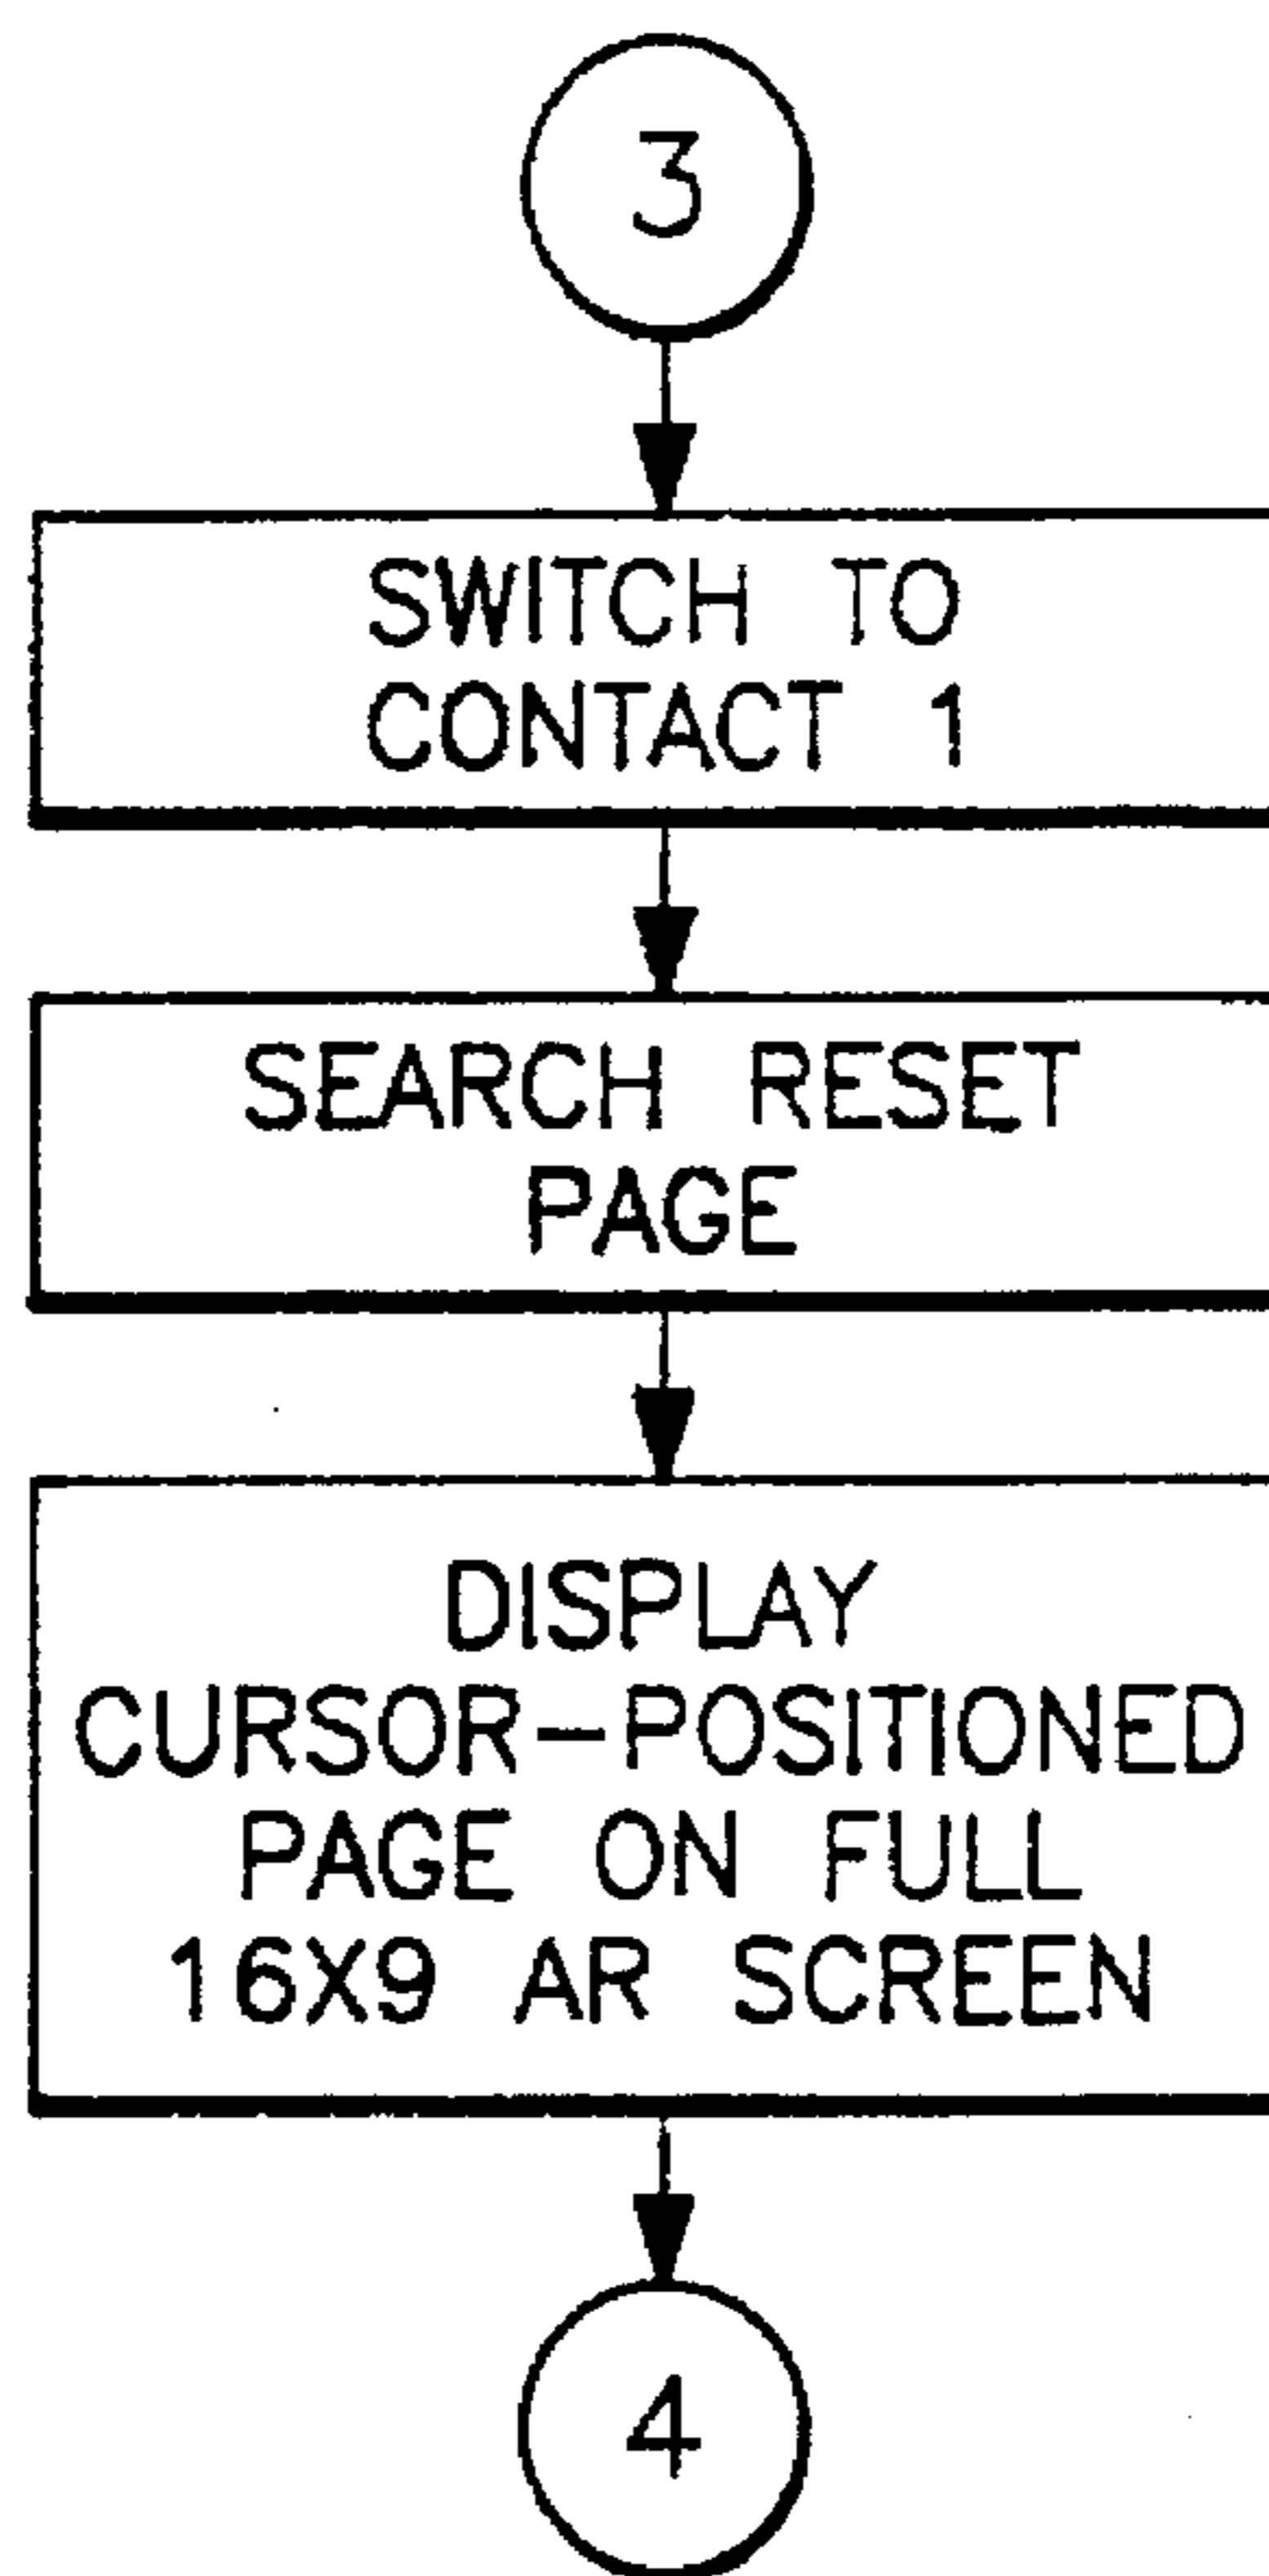 3
SWITCH TO
CONTACT 1
SEARCH RESET
PAGE
DISPLAY
CURSOR-POSITIONED
PAGE ON FULL
16X9 AR SCREEN
4